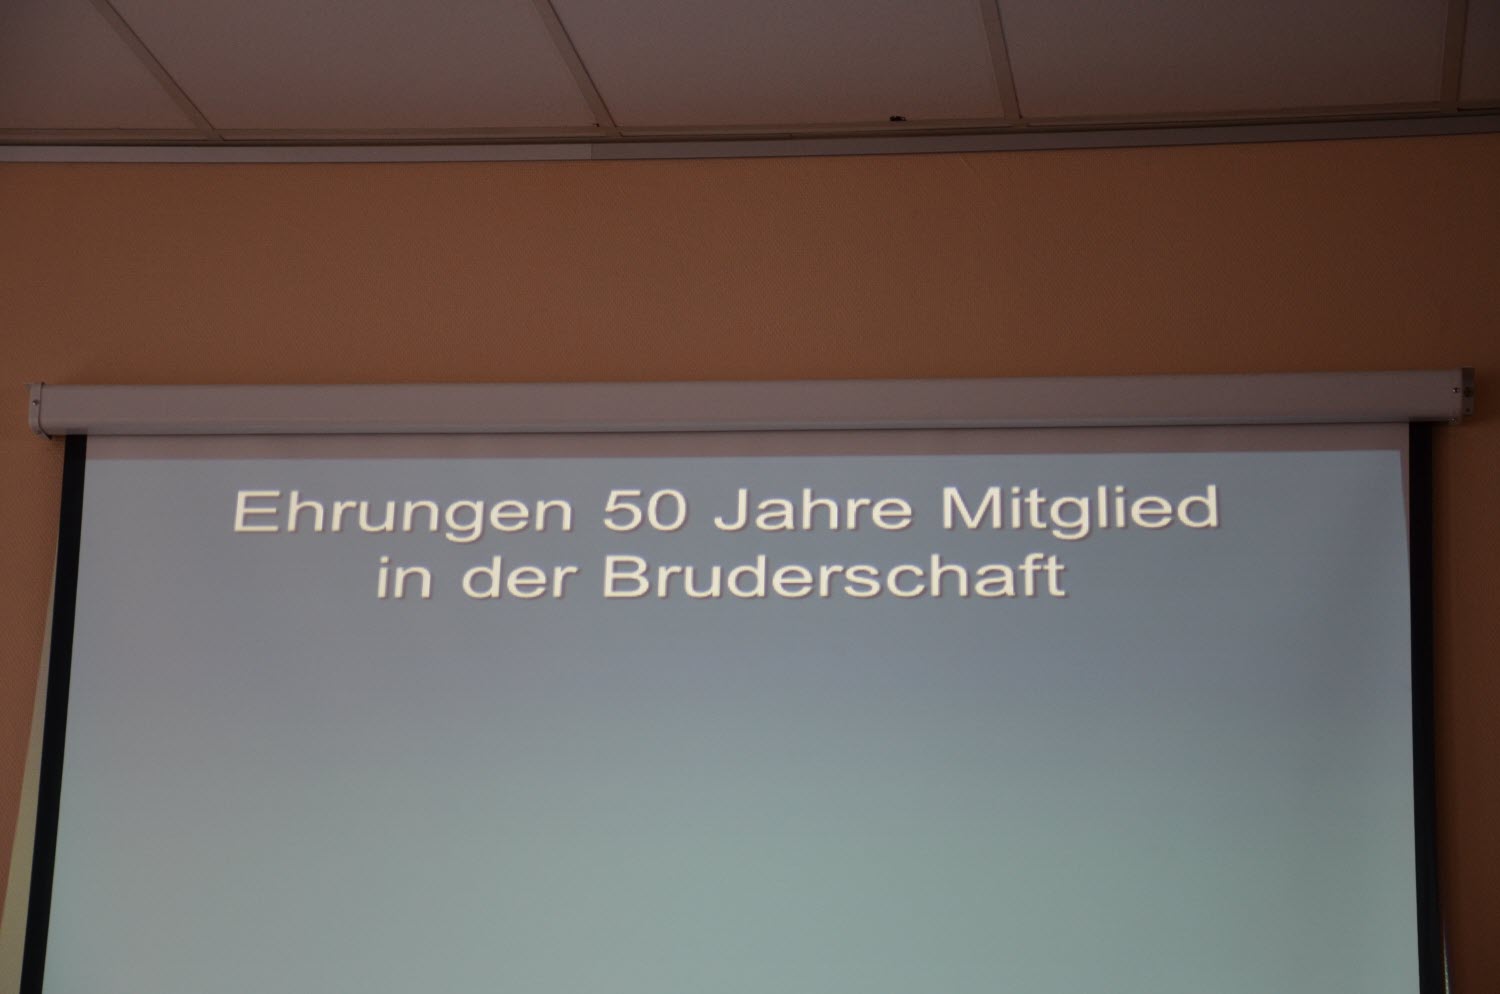 Ehrungen 50 Jahre Mitglied
in der Bruderschaft